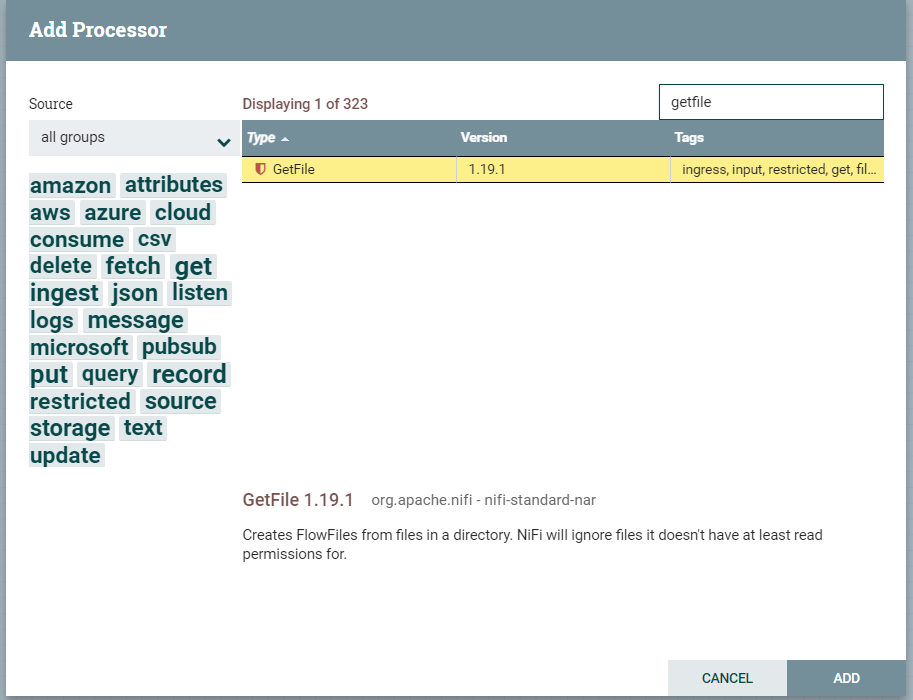 Add Processor
Source
all groups
amazon attributes
aws azure cloud
consume csv
delete fetch get
ingest json listen
logs message
microsoft pubsub
put query record
restricted source
storage text
update
Displaying 1 of 323
getfile
Type Version Tags
GetFile 1.19.1 ingress, input, restricted, get, fil...
GetFile 1.19.1 org.apache.nifi - nifi-standard-nar
Creates FlowFiles from files in a directory. NiFi will ignore files it doesn't have at least read
permissions for.
CANCEL ADD